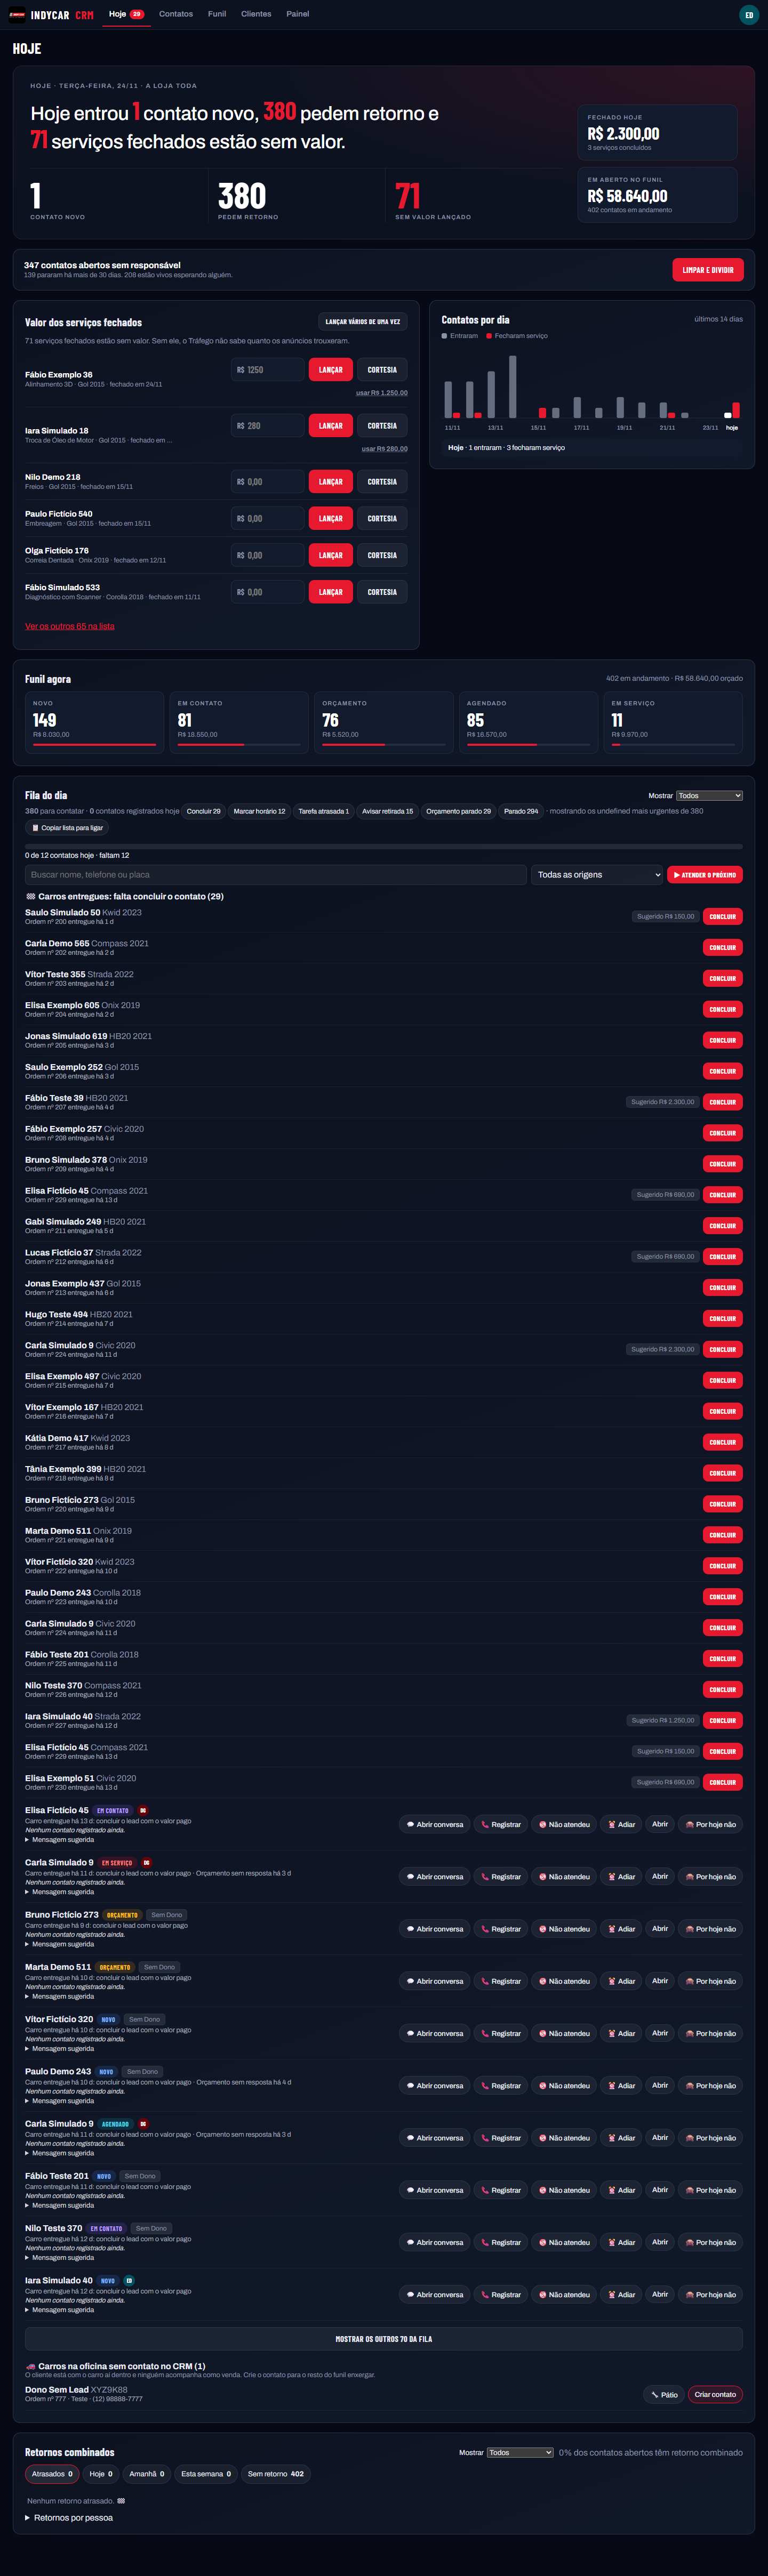 INDYCAR CRM
Hoje 29
Contatos
Funil
Clientes
Painel
ED
HOJE
HOJE · TERÇA-FEIRA, 24/11 · A LOJA TODA
Hoje entrou 1 contato novo, 380 pedem retorno e
71 serviços fechados estão sem valor.
1
CONTATO NOVO
380
PEDEM RETORNO
71
SEM VALOR LANÇADO
FECHADO HOJE
R$ 2.300,00
3 serviços concluídos
EM ABERTO NO FUNIL
R$ 58.640,00
402 contatos em andamento
347 contatos abertos sem responsável
139 pararam há mais de 30 dias. 208 estão vivos esperando alguém.
LIMPAR E DIVIDIR
Valor dos serviços fechados
LANÇAR VÁRIOS DE UMA VEZ
71 serviços fechados estão sem valor. Sem ele, o Tráfego não sabe quanto os anúncios trouxeram.
Fábio Exemplo 36
Alinhamento 3D · Gol 2015 · fechado em 24/11
R$ 1250 LANÇAR CORTESIA
usar R$ 1.250,00
Iara Simulado 18
Troca de Óleo de Motor · Gol 2015 · fechado em ...
R$ 280 LANÇAR CORTESIA
usar R$ 280,00
Nilo Demo 218
Freios · Gol 2015 · fechado em 15/11
R$ 0,00 LANÇAR CORTESIA
Paulo Fictício 540
Embreagem · Gol 2015 · fechado em 15/11
R$ 0,00 LANÇAR CORTESIA
Olga Fictício 176
Correia Dentada · Onix 2019 · fechado em 12/11
R$ 0,00 LANÇAR CORTESIA
Fábio Simulado 533
Diagnóstico com Scanner · Corolla 2018 · fechado em 11/11
R$ 0,00 LANÇAR CORTESIA
Ver os outros 65 na lista
Contatos por dia
últimos 14 dias
Entraram Fecharam serviço
11/11 13/11 15/11 17/11 19/11 21/11 23/11 hoje
Hoje · 1 entraram · 3 fecharam serviço
Funil agora
402 em andamento · R$ 58.640,00 orçado
NOVO
149
R$ 8.030,00
EM CONTATO
81
R$ 18.550,00
ORÇAMENTO
76
R$ 5.520,00
AGENDADO
85
R$ 16.570,00
EM SERVIÇO
11
R$ 9.970,00
Fila do dia
Mostrar Todos
380 para contatar · 0 contatos registrados hoje Concluir 29 Marcar horário 12 Tarefa atrasada 1 Avisar retirada 15 Orçamento parado 29 Parado 294 · mostrando os undefined mais urgentes de 380
Copiar lista para ligar
0 de 12 contatos hoje · faltam 12
Buscar nome, telefone ou placa
Todas as origens
▶ ATENDER O PRÓXIMO
Carros entregues: falta concluir o contato (29)
Saulo Simulado 50 Kwid 2023
Ordem nº 200 entregue há 1 d
Sugerido R$ 150,00 CONCLUIR
Carla Demo 565 Compass 2021
Ordem nº 202 entregue há 2 d
CONCLUIR
Vítor Teste 355 Strada 2022
Ordem nº 203 entregue há 2 d
CONCLUIR
Elisa Exemplo 605 Onix 2019
Ordem nº 204 entregue há 2 d
CONCLUIR
Jonas Simulado 619 HB20 2021
Ordem nº 205 entregue há 3 d
CONCLUIR
Saulo Exemplo 252 Gol 2015
Ordem nº 206 entregue há 3 d
CONCLUIR
Fábio Teste 39 HB20 2021
Ordem nº 207 entregue há 4 d
Sugerido R$ 2.300,00 CONCLUIR
Fábio Exemplo 257 Civic 2020
Ordem nº 208 entregue há 4 d
CONCLUIR
Bruno Simulado 378 Onix 2019
Ordem nº 209 entregue há 4 d
CONCLUIR
Elisa Fictício 45 Compass 2021
Ordem nº 229 entregue há 13 d
Sugerido R$ 690,00 CONCLUIR
Gabi Simulado 249 HB20 2021
Ordem nº 211 entregue há 5 d
CONCLUIR
Lucas Fictício 37 Strada 2022
Ordem nº 212 entregue há 6 d
Sugerido R$ 690,00 CONCLUIR
Jonas Exemplo 437 Gol 2015
Ordem nº 213 entregue há 6 d
CONCLUIR
Hugo Teste 494 HB20 2021
Ordem nº 214 entregue há 7 d
CONCLUIR
Carla Simulado 9 Civic 2020
Ordem nº 224 entregue há 11 d
Sugerido R$ 2.300,00 CONCLUIR
Elisa Exemplo 497 Civic 2020
Ordem nº 215 entregue há 7 d
CONCLUIR
Vítor Exemplo 167 HB20 2021
Ordem nº 216 entregue há 7 d
CONCLUIR
Kátia Demo 417 Kwid 2023
Ordem nº 217 entregue há 8 d
CONCLUIR
Tânia Exemplo 399 HB20 2021
Ordem nº 218 entregue há 8 d
CONCLUIR
Bruno Fictício 273 Gol 2015
Ordem nº 220 entregue há 9 d
CONCLUIR
Marta Demo 511 Onix 2019
Ordem nº 221 entregue há 9 d
CONCLUIR
Vítor Fictício 320 Kwid 2023
Ordem nº 222 entregue há 10 d
CONCLUIR
Paulo Demo 243 Corolla 2018
Ordem nº 223 entregue há 10 d
CONCLUIR
Carla Simulado 9 Civic 2020
Ordem nº 224 entregue há 11 d
CONCLUIR
Fábio Teste 201 Corolla 2018
Ordem nº 225 entregue há 11 d
CONCLUIR
Nilo Teste 370 Compass 2021
Ordem nº 226 entregue há 12 d
CONCLUIR
Iara Simulado 40 Strada 2022
Ordem nº 227 entregue há 12 d
Sugerido R$ 1.250,00 CONCLUIR
Elisa Fictício 45 Compass 2021
Ordem nº 229 entregue há 13 d
Sugerido R$ 150,00 CONCLUIR
Elisa Exemplo 51 Civic 2020
Ordem nº 230 entregue há 13 d
Sugerido R$ 690,00 CONCLUIR
Elisa Fictício 45 EM CONTATO
Carro entregue há 13 d: concluir o lead com o valor pago
Nenhum contato registrado ainda.
▶ Mensagem sugerida
Abrir conversa Registrar Não atendeu Adiar Abrir Por hoje não
Carla Simulado 9 EM SERVIÇO
Carro entregue há 11 d: concluir o lead com o valor pago · Orçamento sem resposta há 3 d
Nenhum contato registrado ainda.
▶ Mensagem sugerida
Abrir conversa Registrar Não atendeu Adiar Abrir Por hoje não
Bruno Fictício 273 ORÇAMENTO Sem Dono
Carro entregue há 9 d: concluir o lead com o valor pago
Nenhum contato registrado ainda.
▶ Mensagem sugerida
Abrir conversa Registrar Não atendeu Adiar Abrir Por hoje não
Marta Demo 511 ORÇAMENTO Sem Dono
Carro entregue há 10 d: concluir o lead com o valor pago
Nenhum contato registrado ainda.
▶ Mensagem sugerida
Abrir conversa Registrar Não atendeu Adiar Abrir Por hoje não
Vítor Fictício 320 NOVO Sem Dono
Carro entregue há 10 d: concluir o lead com o valor pago
Nenhum contato registrado ainda.
▶ Mensagem sugerida
Abrir conversa Registrar Não atendeu Adiar Abrir Por hoje não
Paulo Demo 243 NOVO Sem Dono
Carro entregue há 10 d: concluir o lead com o valor pago · Orçamento sem resposta há 4 d
Nenhum contato registrado ainda.
▶ Mensagem sugerida
Abrir conversa Registrar Não atendeu Adiar Abrir Por hoje não
Carla Simulado 9 AGENDADO
Carro entregue há 11 d: concluir o lead com o valor pago · Orçamento sem resposta há 3 d
Nenhum contato registrado ainda.
▶ Mensagem sugerida
Abrir conversa Registrar Não atendeu Adiar Abrir Por hoje não
Fábio Teste 201 NOVO Sem Dono
Carro entregue há 11 d: concluir o lead com o valor pago
Nenhum contato registrado ainda.
▶ Mensagem sugerida
Abrir conversa Registrar Não atendeu Adiar Abrir Por hoje não
Nilo Teste 370 EM CONTATO Sem Dono
Carro entregue há 12 d: concluir o lead com o valor pago
Nenhum contato registrado ainda.
▶ Mensagem sugerida
Abrir conversa Registrar Não atendeu Adiar Abrir Por hoje não
Iara Simulado 40 NOVO ED
Carro entregue há 12 d: concluir o lead com o valor pago
Nenhum contato registrado ainda.
▶ Mensagem sugerida
Abrir conversa Registrar Não atendeu Adiar Abrir Por hoje não
MOSTRAR OS OUTROS 70 DA FILA
Carros na oficina sem contato no CRM (1)
O cliente está com o carro aí dentro e ninguém acompanha como venda. Crie o contato para o resto do funil enxergar.
Dono Sem Lead XYZ9K88
Ordem nº 777 · Teste · (12) 98888-7777
Pátio Criar contato
Retornos combinados
Mostrar Todos 0% dos contatos abertos têm retorno combinado
Atrasados 0 Hoje 0 Amanhã 0 Esta semana 0 Sem retorno 402
Nenhum retorno atrasado.
▶ Retornos por pessoa